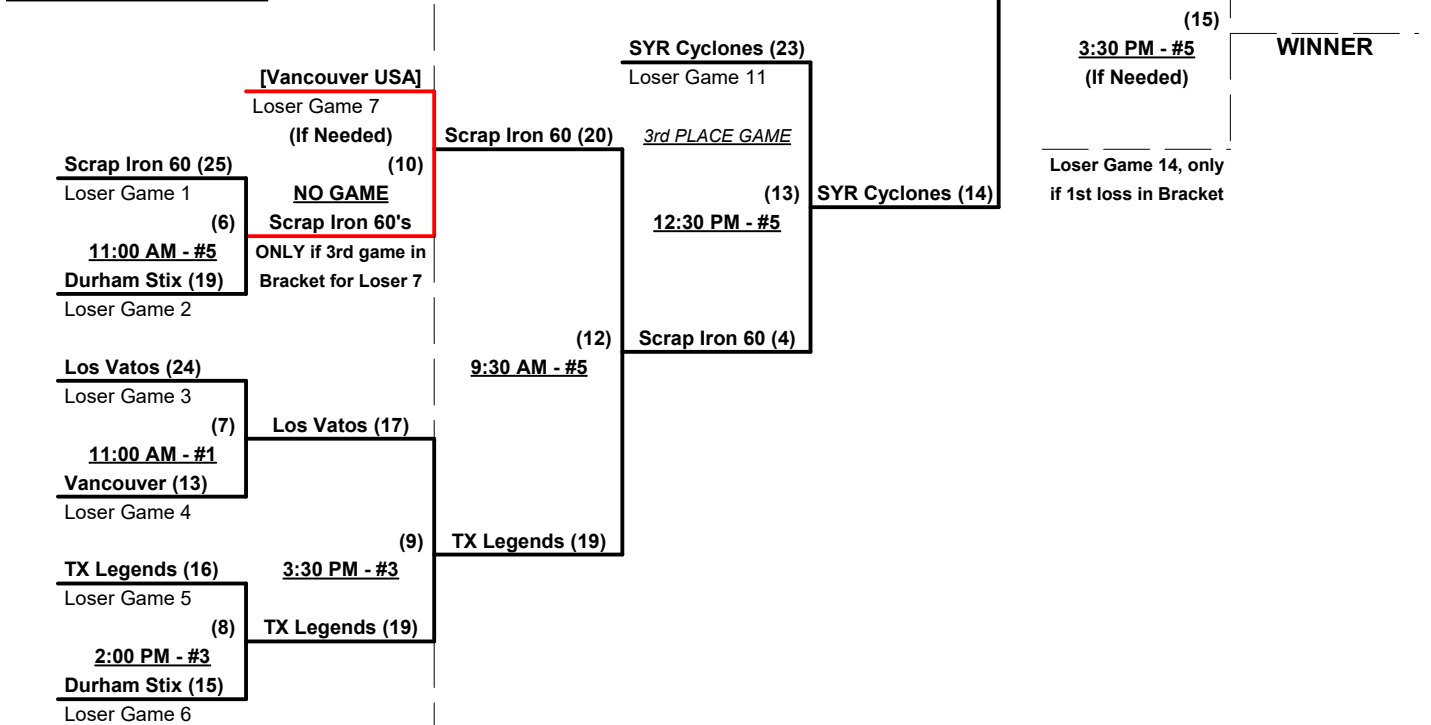 [Vancouver USA]
Loser Game 7
(If Needed)
(10)
NO GAME
Scrap Iron 60's
ONLY if 3rd game in
Bracket for Loser 7
Scrap Iron 60 (25)
Loser Game 1
(6)
11:00 AM - #5
Durham Stix (19)
Loser Game 2
Los Vatos (24)
Loser Game 3
(7)
11:00 AM - #1
Vancouver (13)
Loser Game 4
Los Vatos (17)
(9)
3:30 PM - #3
TX Legends (19)
TX Legends (16)
Loser Game 5
(8)
2:00 PM - #3
Durham Stix (15)
Loser Game 6
Scrap Iron 60 (20)
(12)
9:30 AM - #5
TX Legends (19)
SYR Cyclones (23)
Loser Game 11
3rd PLACE GAME
(13)
12:30 PM - #5
Scrap Iron 60 (4)
SYR Cyclones (14)
(15)
3:30 PM - #5
(If Needed)
WINNER
Loser Game 14, only
if 1st loss in Bracket